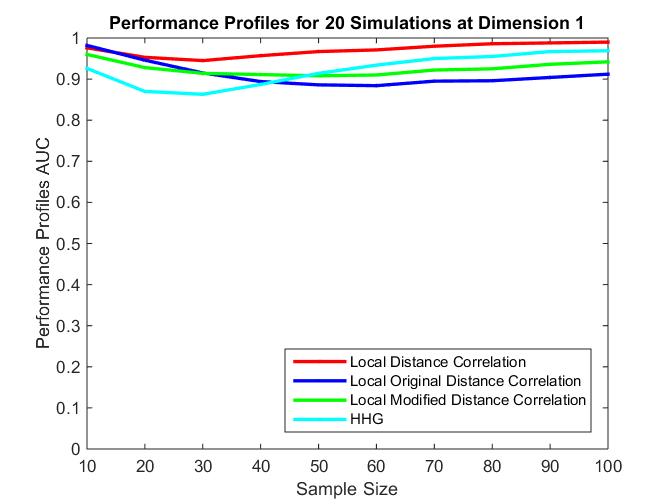 Performance Profiles for 20 Simulations at Dimension 1
Performance Profiles AUC
1
0.9
0.8
0.7
0.6
0.5
0.4
0.3
0.2
0.1
0
Local Distance Correlation
Local Original Distance Correlation
Local Modified Distance Correlation
HHG
10 20 30 40 50 60 70 80 90 100
Sample Size